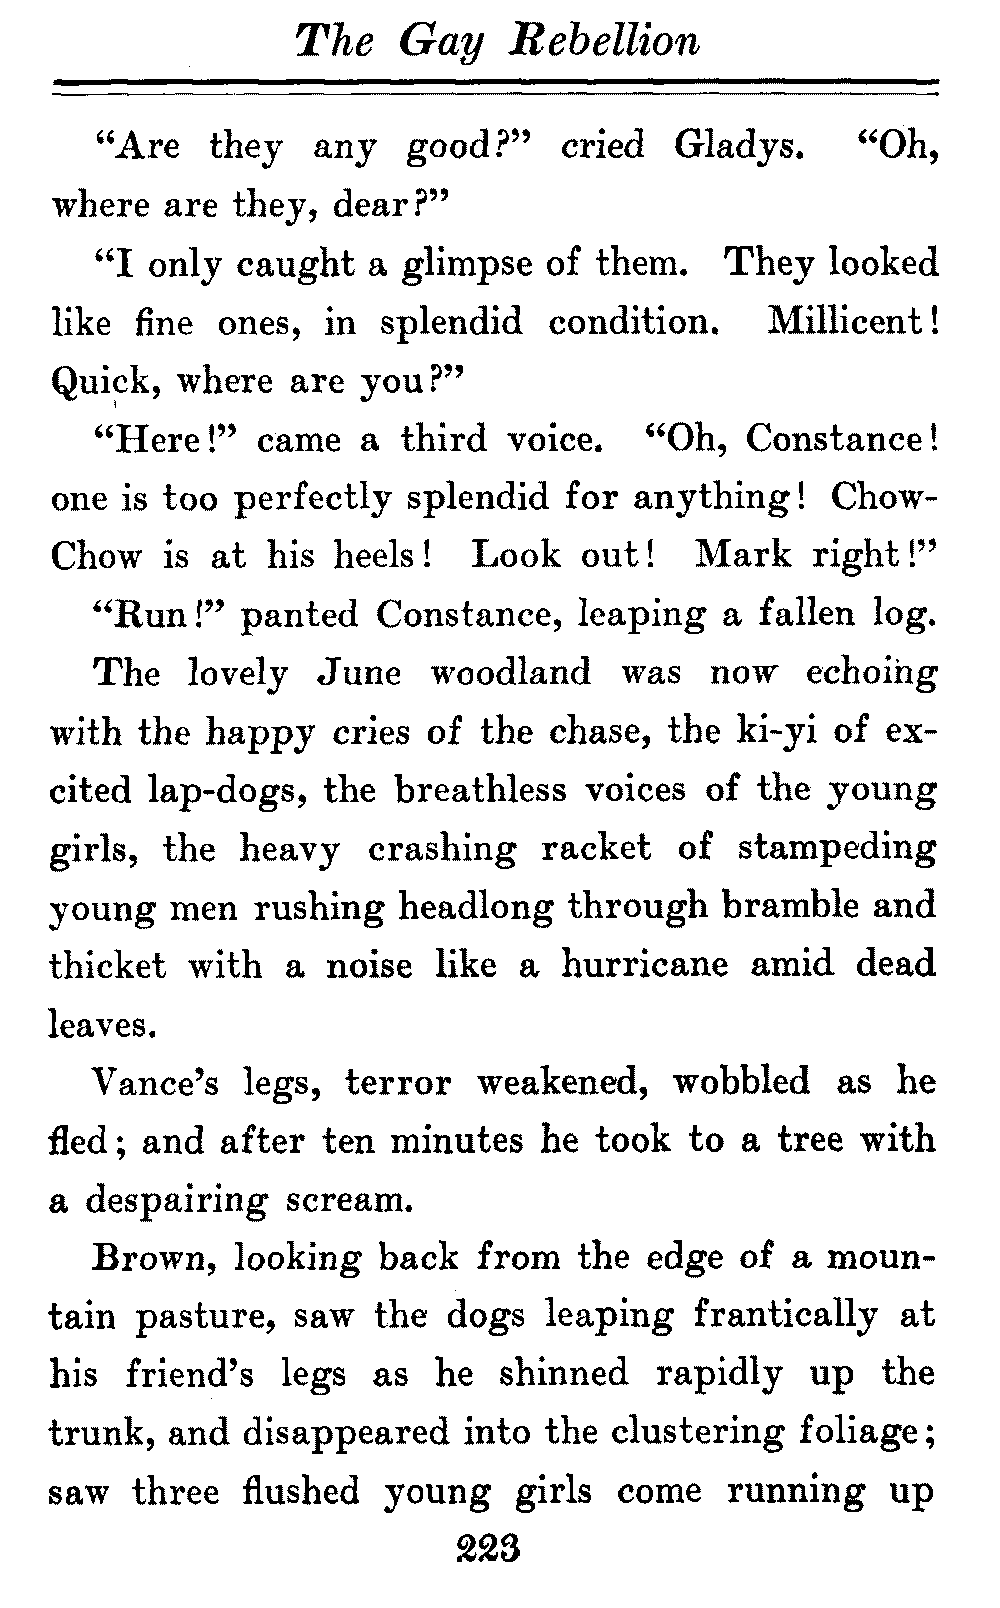 The Gay Rebellion
“Are they any good?” cried Gladys. “Oh,
where are they, dear?”
“I only caught a glimpse of them. They looked
like fine ones, in splendid condition. Millicent!
Quick, where are you?”
“Here!” came a third voice. “Oh, Constance!
one is too perfectly splendid for anything! Chow-
Chow is at his heels! Look out! Mark right!”
“Run!” panted Constance, leaping a fallen log.
The lovely June woodland was now echoing
with the happy cries of the chase, the ki-yi of ex-
cited lap-dogs, the breathless voices of the young
girls, the heavy crashing racket of stampeding
young men rushing headlong through bramble and
thicket with a noise like a hurricane amid dead
leaves.
Vance’s legs, terror weakened, wobbled as he
fled; and after ten minutes he took to a tree with
a despairing scream.
Brown, looking back from the edge of a moun-
tain pasture, saw the dogs leaping frantically at
his friend’s legs as he shinned rapidly up the
trunk, and disappeared into the clustering foliage;
saw three flushed young girls come running up
223